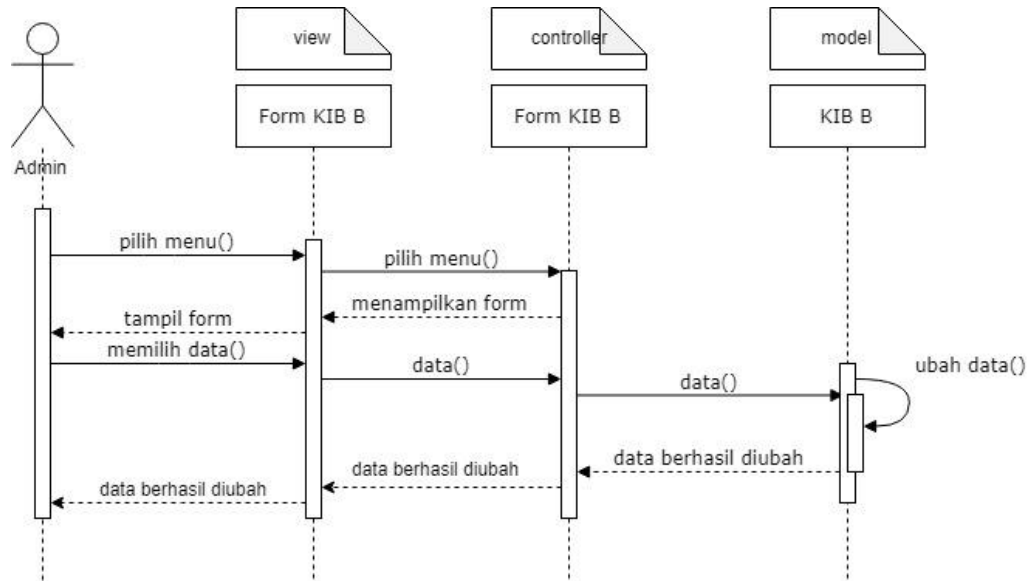 view
controller
model
Form KIB B
Form KIB B
KIB B
Admin
pilih menu()
pilih menu()
menampilkan form
tampil form
memilih data()
data()
data()
ubah data()
data berhasil diubah
data berhasil diubah
data berhasil diubah